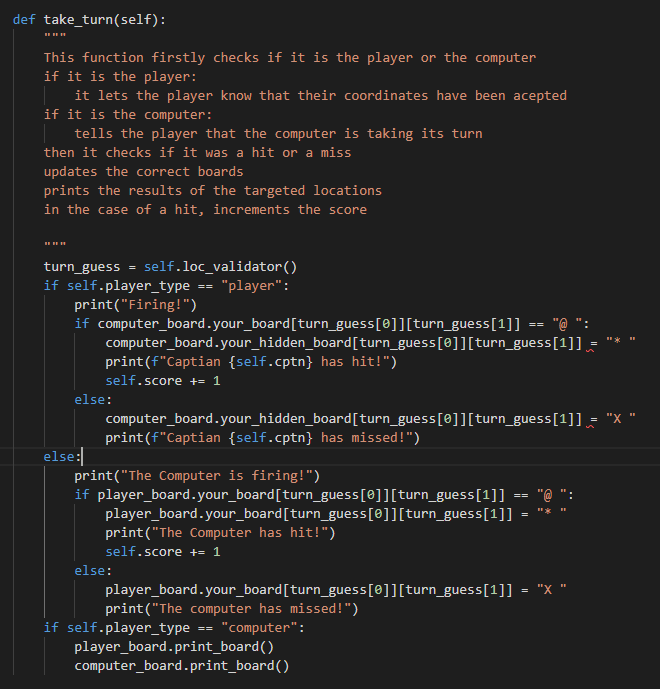 def take_turn(self):
    """
    This function firstly checks if it is the player or the computer
    if it is the player:
        it lets the player know that their coordinates have been acepted
    if it is the computer:
        tells the player that the computer is taking its turn
    then it checks if it was a hit or a miss
    updates the correct boards
    prints the results of the targeted locations
    in the case of a hit, increments the score

    """
    turn_guess = self.loc_validator()
    if self.player_type == "player":
        print("Firing!")
        if computer_board.your_board[turn_guess[0]][turn_guess[1]] == "@ ":
            computer_board.your_hidden_board[turn_guess[0]][turn_guess[1]] = "* "
            print(f"Captian {self.cptn} has hit!")
            self.score += 1
        else:
            computer_board.your_hidden_board[turn_guess[0]][turn_guess[1]] = "X "
            print(f"Captian {self.cptn} has missed!")
    else:
        print("The Computer is firing!")
        if player_board.your_board[turn_guess[0]][turn_guess[1]] == "@ ":
            player_board.your_board[turn_guess[0]][turn_guess[1]] = "* "
            print("The Computer has hit!")
            self.score += 1
        else:
            player_board.your_board[turn_guess[0]][turn_guess[1]] = "X "
            print("The computer has missed!")
    if self.player_type == "computer":
        player_board.print_board()
        computer_board.print_board()